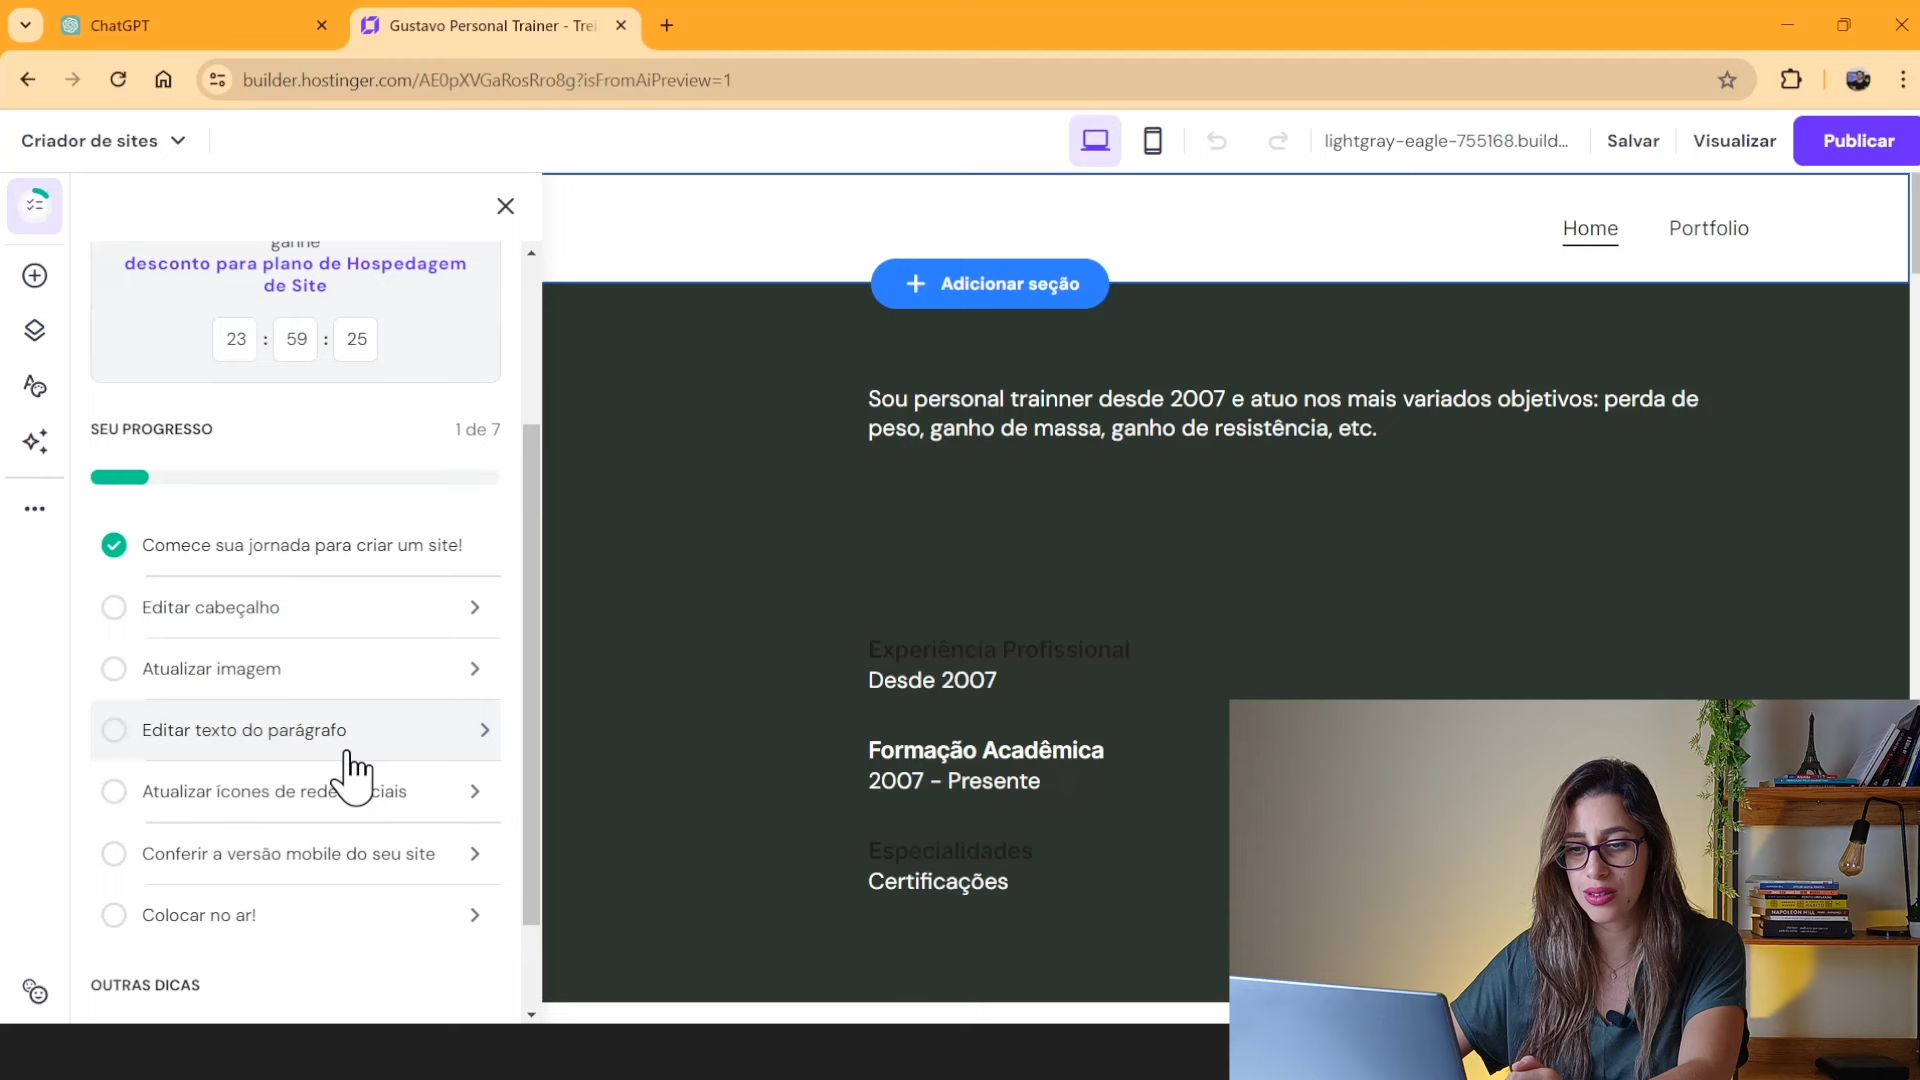 ChatGPT
Gustavo Personal Trainer - Trei
builder.hostinger.com/AE0pXVGaRosRro8g?isFromAiPreview=1
Criador de sites
lightgray-eagle-755168.build...
Salvar
Visualizar
Publicar
ganhe
desconto para plano de Hospedagem
de Site
23 : 59 : 25
SEU PROGRESSO
1 de 7
Comece sua jornada para criar um site!
Editar cabeçalho
Atualizar imagem
Editar texto do parágrafo
Atualizar ícones de rede ciais
Conferir a versão mobile do seu site
Colocar no ar!
OUTRAS DICAS
Home
Portfolio
Adicionar seção
Sou personal trainner desde 2007 e atuo nos mais variados objetivos: perda de
peso, ganho de massa, ganho de resistência, etc.
Experiência Profissional
Desde 2007
Formação Acadêmica
2007 - Presente
Especialidades
Certificações
NAPOLEON HILL